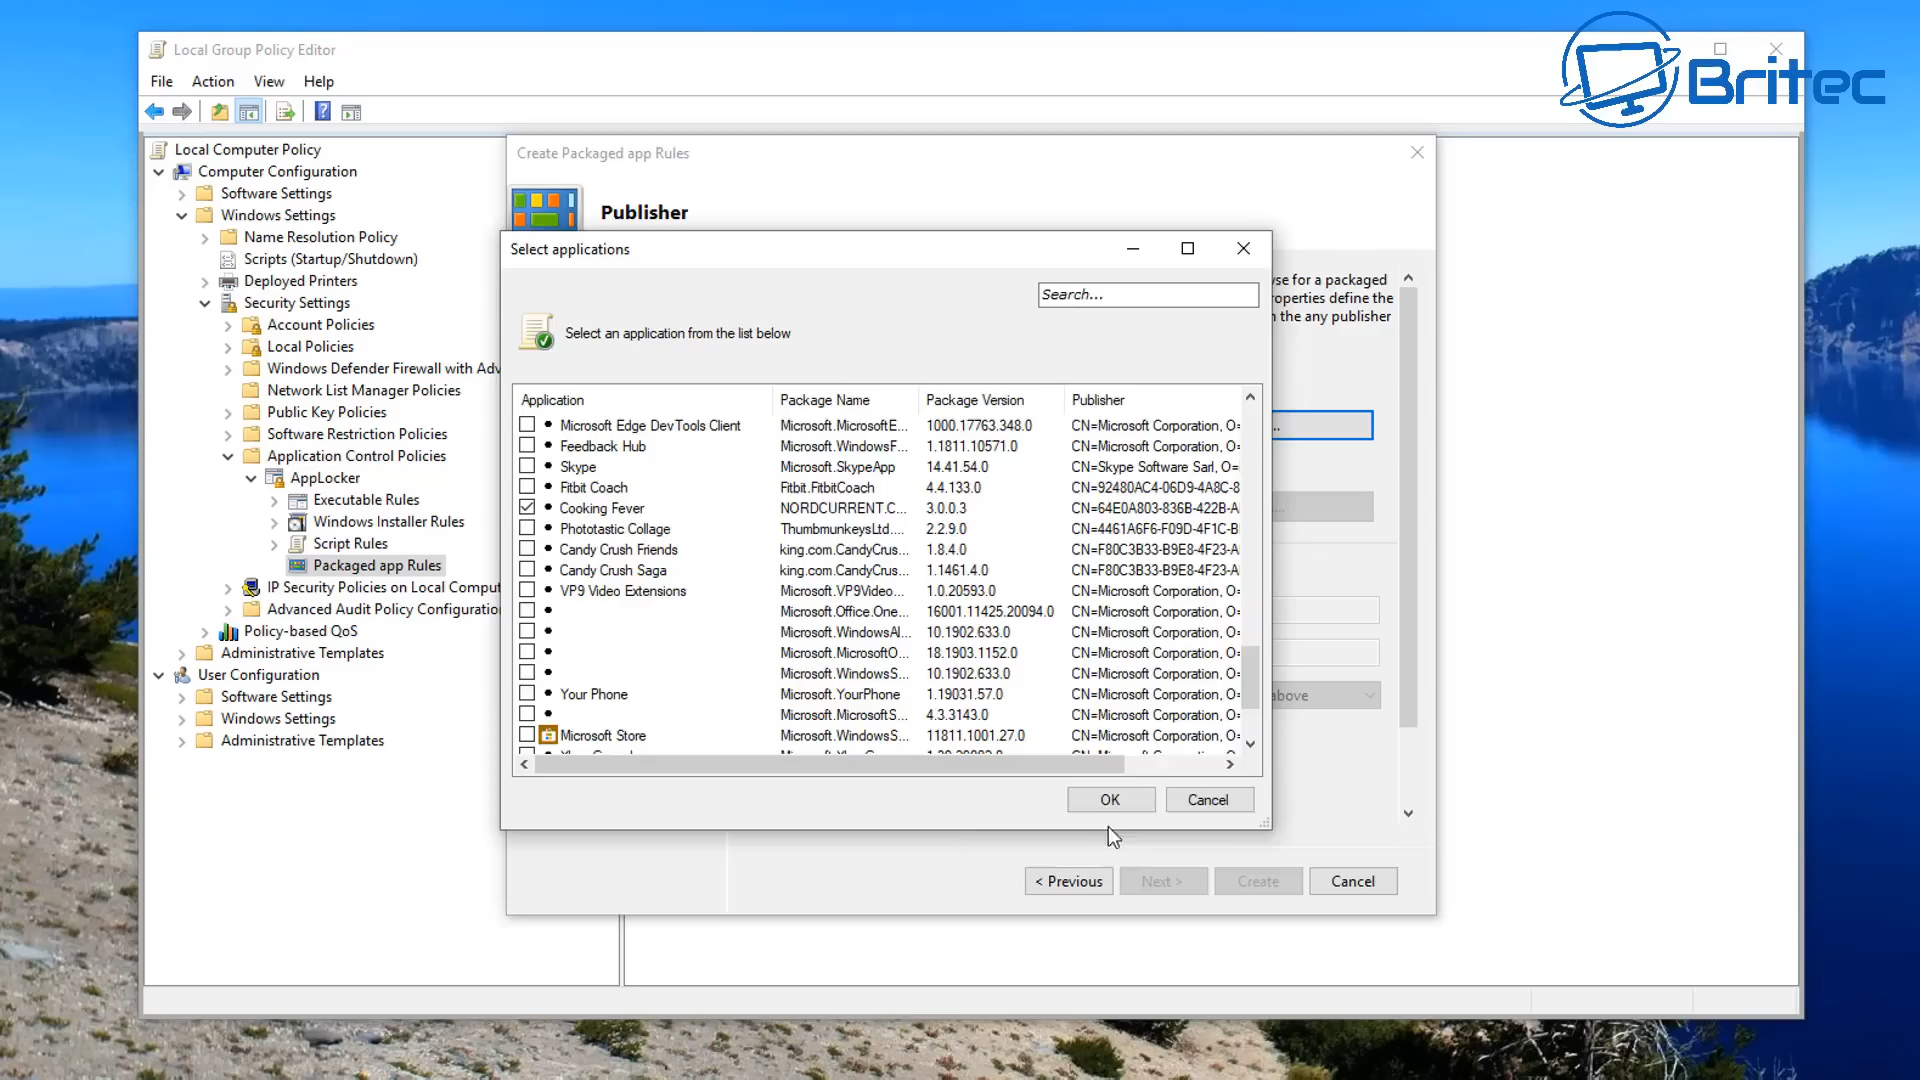 Local Group Policy Editor
Britec
File Action View Help
Local Computer Policy
Computer Configuration
Software Settings
Windows Settings
Name Resolution Policy
Scripts (Startup/Shutdown)
Deployed Printers
Security Settings
Account Policies
Local Policies
Windows Defender Firewall with Adv
Network List Manager Policies
Public Key Policies
Software Restriction Policies
Application Control Policies
AppLocker
Executable Rules
Windows Installer Rules
Script Rules
Packaged app Rules
IP Security Policies on Local Comput
Advanced Audit Policy Configuratio
Policy-based QoS
Administrative Templates
User Configuration
Software Settings
Windows Settings
Administrative Templates
Create Packaged app Rules
Publisher
se for a packaged
roperties define the
the any publisher
...
above
Select applications
Search...
Select an application from the list below
Application Package Name Package Version Publisher
Microsoft Edge DevTools Client Microsoft.MicrosoftE... 1000.17763.348.0 CN=Microsoft Corporation, O=
Feedback Hub Microsoft.WindowsF... 1.1811.10571.0 CN=Microsoft Corporation, O=
Skype Microsoft.SkypeApp 14.41.54.0 CN=Skype Software Sarl, O=
Fitbit Coach Fitbit.FitbitCoach 4.4.133.0 CN=92480AC4-06D9-4A8C-8
Cooking Fever NORDCURRENT.C... 3.0.0.3 CN=64E0A803-836B-422B-A
Phototastic Collage ThumbmunkeysLtd.... 2.2.9.0 CN=4461A6F6-F09D-4F1C-B
Candy Crush Friends king.com.CandyCrus... 1.8.4.0 CN=F80C3B33-B9E8-4F23-A
Candy Crush Saga king.com.CandyCrus... 1.1461.4.0 CN=F80C3B33-B9E8-4F23-A
VP9 Video Extensions Microsoft.VP9Video... 1.0.20593.0 CN=Microsoft Corporation, O=
Microsoft.Office.One... 16001.11425.20094.0 CN=Microsoft Corporation, O=
Microsoft.WindowsAl... 10.1902.633.0 CN=Microsoft Corporation, O=
Microsoft.MicrosoftO... 18.1903.1152.0 CN=Microsoft Corporation, O=
Microsoft.WindowsS... 10.1902.633.0 CN=Microsoft Corporation, O=
Your Phone Microsoft.YourPhone 1.19031.57.0 CN=Microsoft Corporation, O=
Microsoft.MicrosoftS... 4.3.3143.0 CN=Microsoft Corporation, O=
Microsoft Store Microsoft.WindowsS... 11811.1001.27.0 CN=Microsoft Corporation, O=
OK Cancel
< Previous Next > Create Cancel